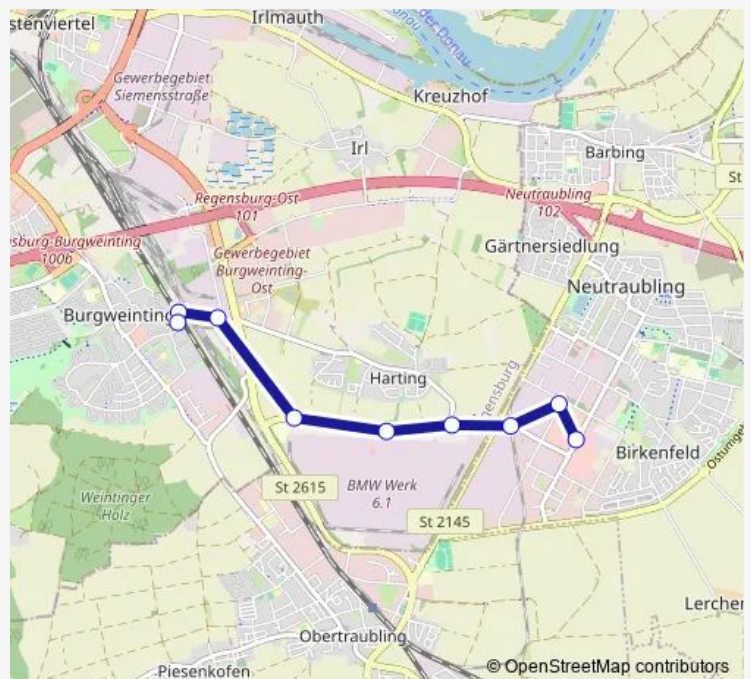 Irlmauth
stenviertel
der Donau
Gewerbegebiet
Siemensstraße
Kreuzhof
Irl
Barbing
St
Regensburg-Ost
101
Neutraubling
102
sburg-Burgweinting
1006
Gewerbegebiet
Burgweinting-
Ost
Gärtnersiedlung
Neutraubling
Burgweinting
Harting
Birkenfeld
Weintinger
Holz
St 2615
BMW Werk
6.1
St 2145
Lercher
Obertraubling
Piesenkofen
© OpenStreetMap contributors